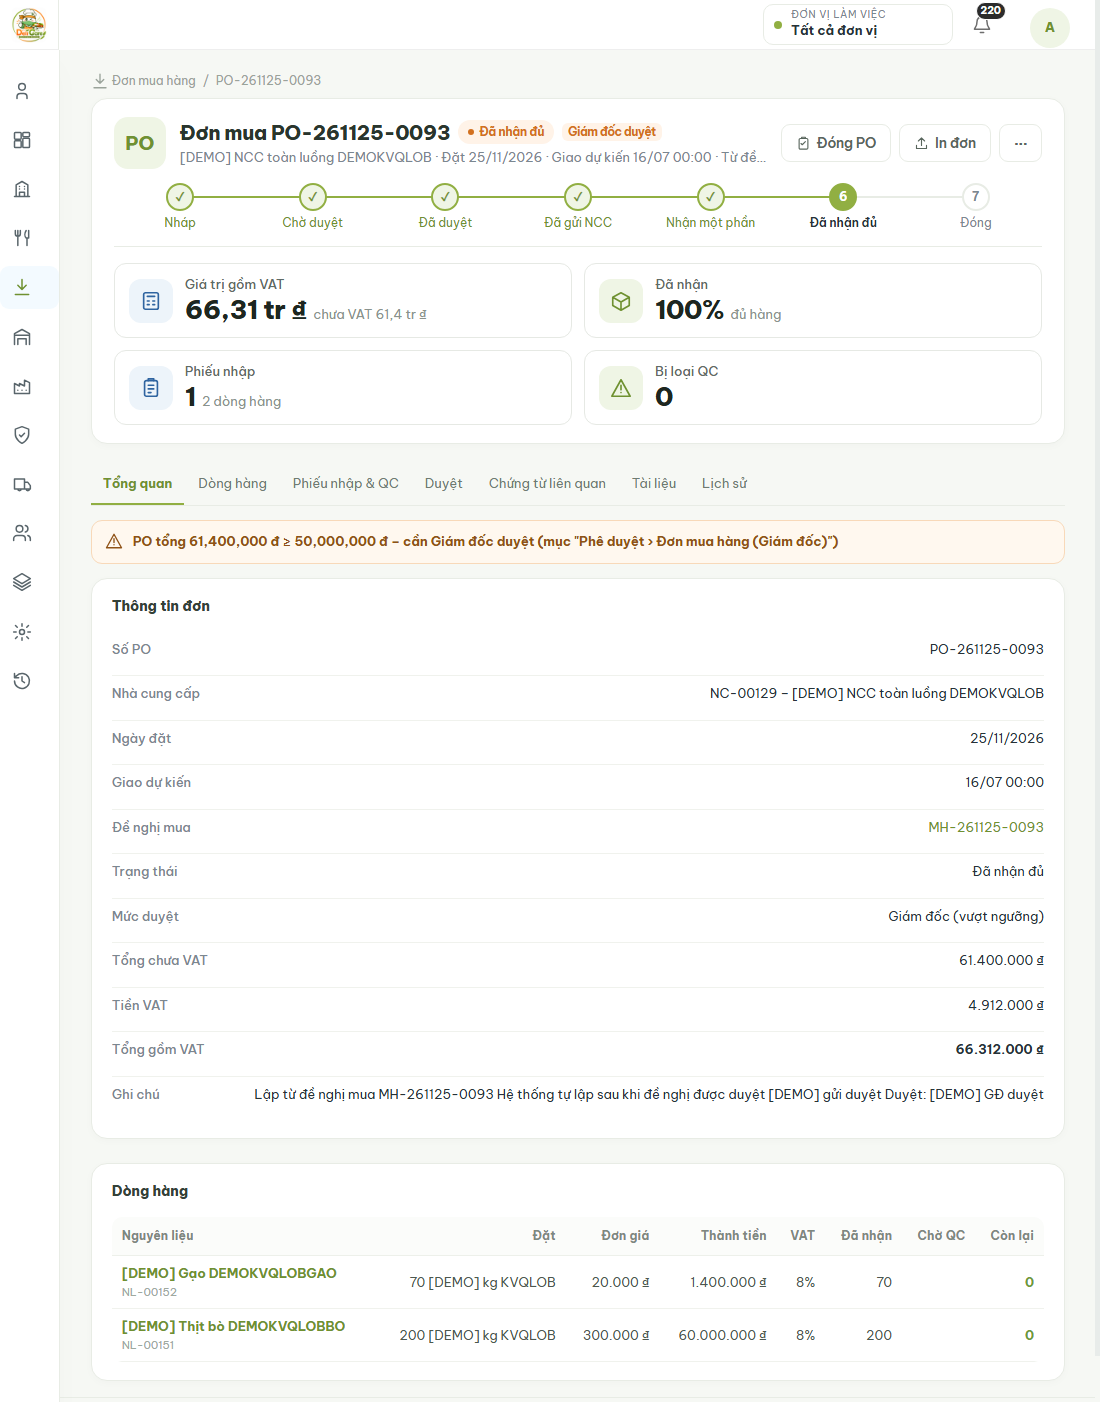 ĐƠN VỊ LÀM VIỆC
Tất cả đơn vị
220
A
Đơn mua hàng / PO-261125-0093
PO
Đơn mua PO-261125-0093
Đã nhận đủ
Giám đốc duyệt
[DEMO] NCC toàn luồng DEMOKVQLOB · Đặt 25/11/2026 · Giao dự kiến 16/07 00:00 · Từ đề...
Đóng PO
In đơn
...
✓ ✓ ✓ ✓ ✓ 6 7
Nháp Chờ duyệt Đã duyệt Đã gửi NCC Nhận một phần Đã nhận đủ Đóng
Giá trị gồm VAT
66,31 tr ₫ chưa VAT 61,4 tr ₫
Đã nhận
100% đủ hàng
Phiếu nhập
1 2 dòng hàng
Bị loại QC
0
Tổng quan Dòng hàng Phiếu nhập & QC Duyệt Chứng từ liên quan Tài liệu Lịch sử
PO tổng 61,400,000 đ ≥ 50,000,000 đ – cần Giám đốc duyệt (mục "Phê duyệt › Đơn mua hàng (Giám đốc)")
Thông tin đơn
Số PO PO-261125-0093
Nhà cung cấp NC-00129 – [DEMO] NCC toàn luồng DEMOKVQLOB
Ngày đặt 25/11/2026
Giao dự kiến 16/07 00:00
Đề nghị mua MH-261125-0093
Trạng thái Đã nhận đủ
Mức duyệt Giám đốc (vượt ngưỡng)
Tổng chưa VAT 61.400.000 ₫
Tiền VAT 4.912.000 ₫
Tổng gồm VAT 66.312.000 ₫
Ghi chú Lập từ đề nghị mua MH-261125-0093 Hệ thống tự lập sau khi đề nghị được duyệt [DEMO] gửi duyệt Duyệt: [DEMO] GĐ duyệt
Dòng hàng
Nguyên liệu Đặt Đơn giá Thành tiền VAT Đã nhận Chờ QC Còn lại
[DEMO] Gạo DEMOKVQLOBGAO
NL-00152
70 [DEMO] kg KVQLOB 20.000 ₫ 1.400.000 ₫ 8% 70 0
[DEMO] Thịt bò DEMOKVQLOBBO
NL-00151
200 [DEMO] kg KVQLOB 300.000 ₫ 60.000.000 ₫ 8% 200 0